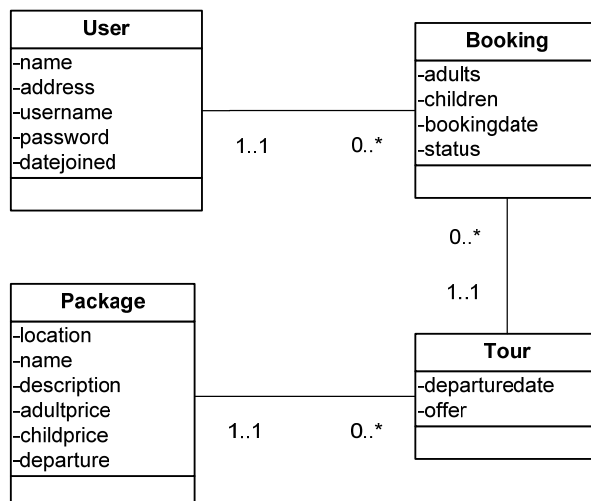 User
-name
-address
-username
-password
-datejoined
1..1
0..*
Booking
-adults
-children
-bookingdate
-status
0..*
1..1
Package
-location
-name
-description
-adultprice
-childprice
-departure
1..1
0..*
Tour
-departuredate
-offer